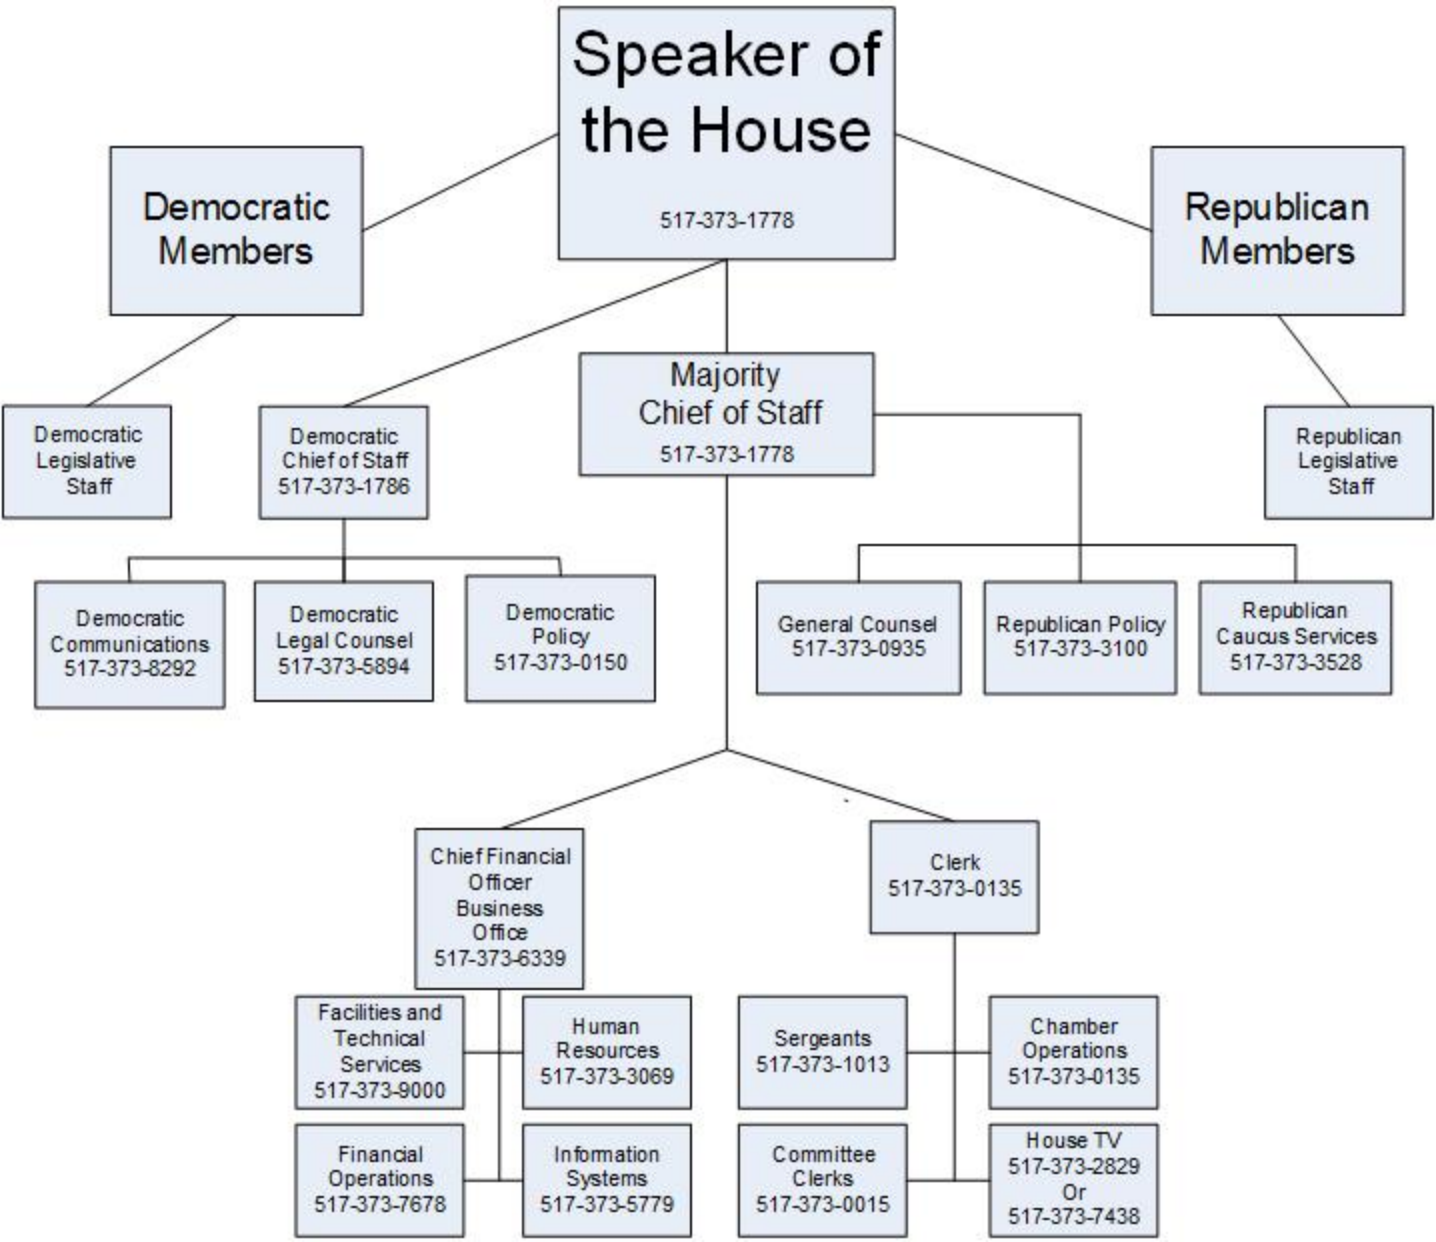 Speaker of
the House
517-373-1778
Democratic
Members
Republican
Members
Majority
Chief of Staff
517-373-1778
Democratic
Legislative
Staff
Democratic
Chief of Staff
517-373-1786
Republican
Legislative
Staff
Democratic
Communications
517-373-8292
Democratic
Legal Counsel
517-373-5894
Democratic
Policy
517-373-0150
General Counsel
517-373-0935
Republican Policy
517-373-3100
Republican
Caucus Services
517-373-3528
Chief Financial
Officer
Business
Office
517-373-6339
Clerk
517-373-0135
Facilities and
Technical
Services
517-373-9000
Human
Resources
517-373-3069
Sergeants
517-373-1013
Chamber
Operations
517-373-0135
Financial
Operations
517-373-7678
Information
Systems
517-373-5779
Committee
Clerks
517-373-0015
House TV
517-373-2829
Or
517-373-7438